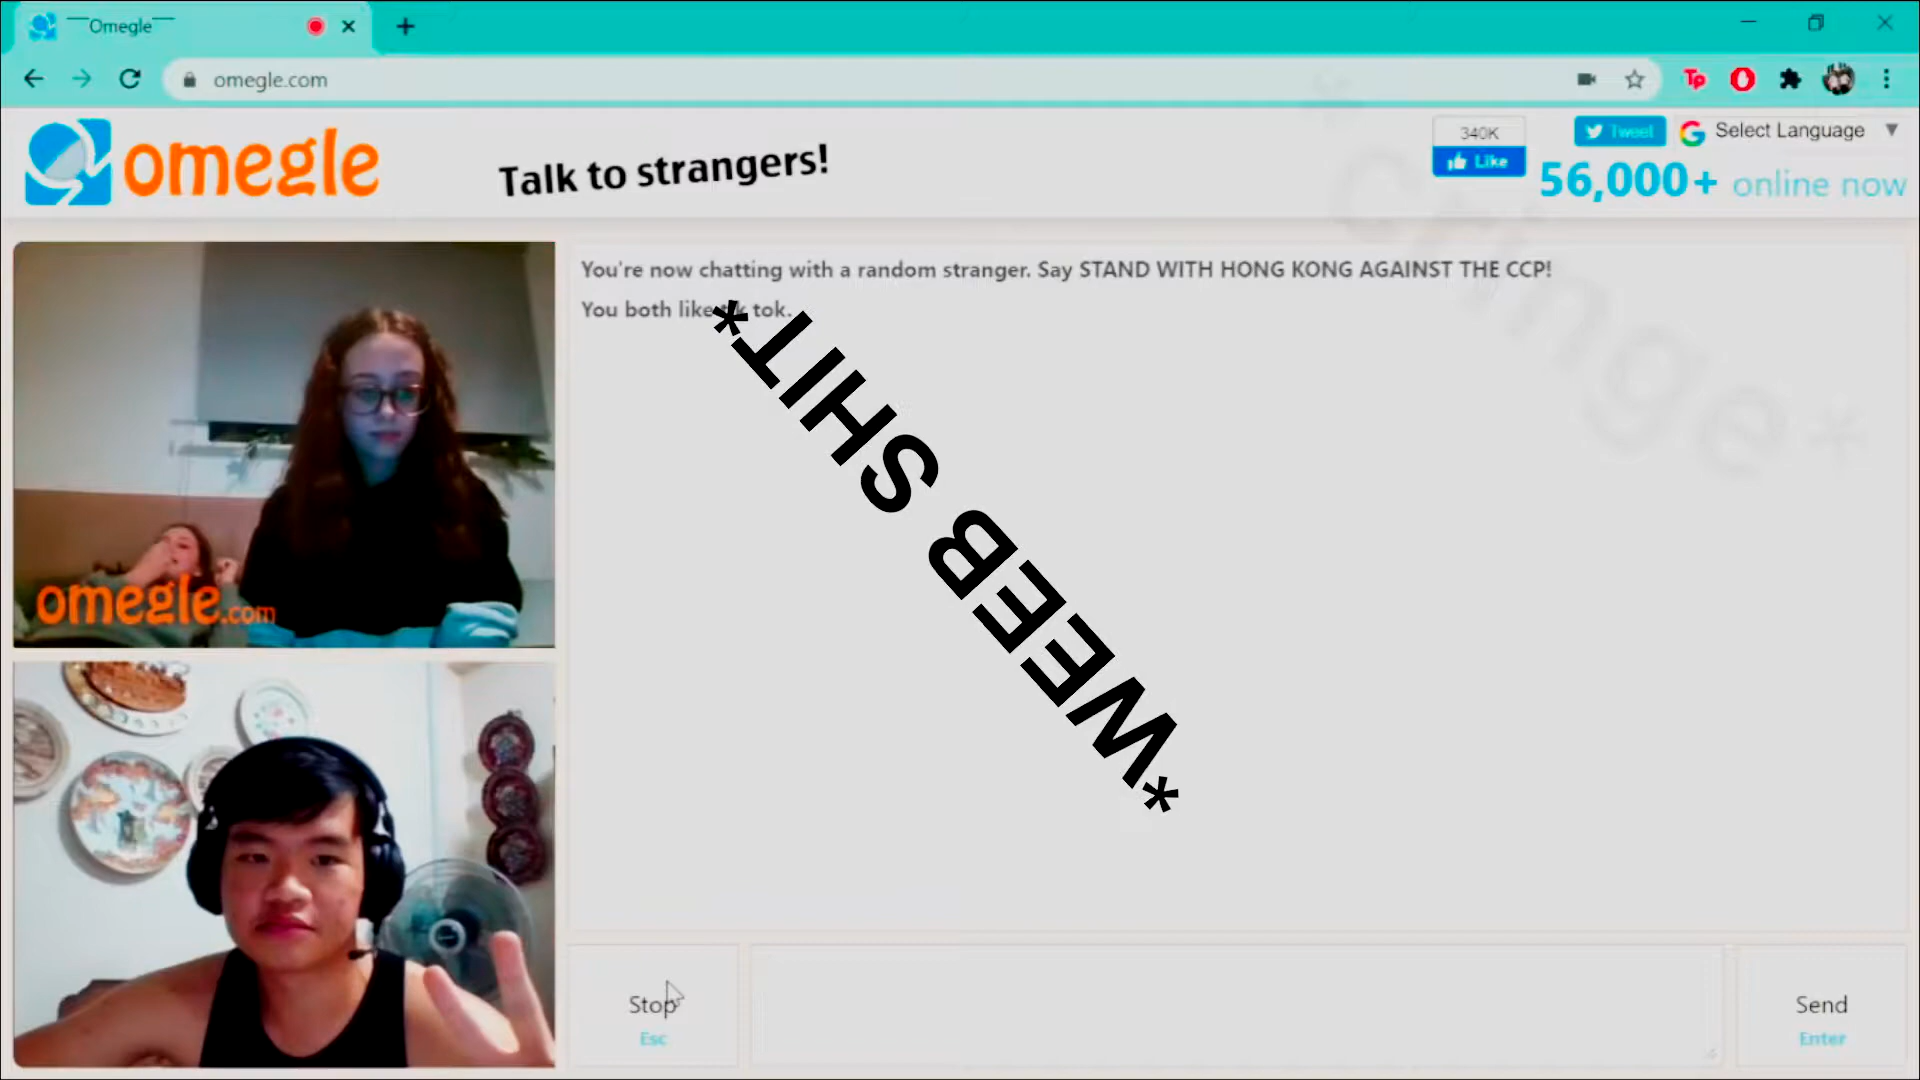 Omegle
omegle.com
omegle
Talk to strangers!
340K
Like
Tweet
Select Language
56,000+ online now
You're now chatting with a random stranger. Say STAND WITH HONG KONG AGAINST THE CCP!
You both like tik tok.
*cringe*
*WEEB SHIT*
omegle.com
Stop
Esc
Send
Enter